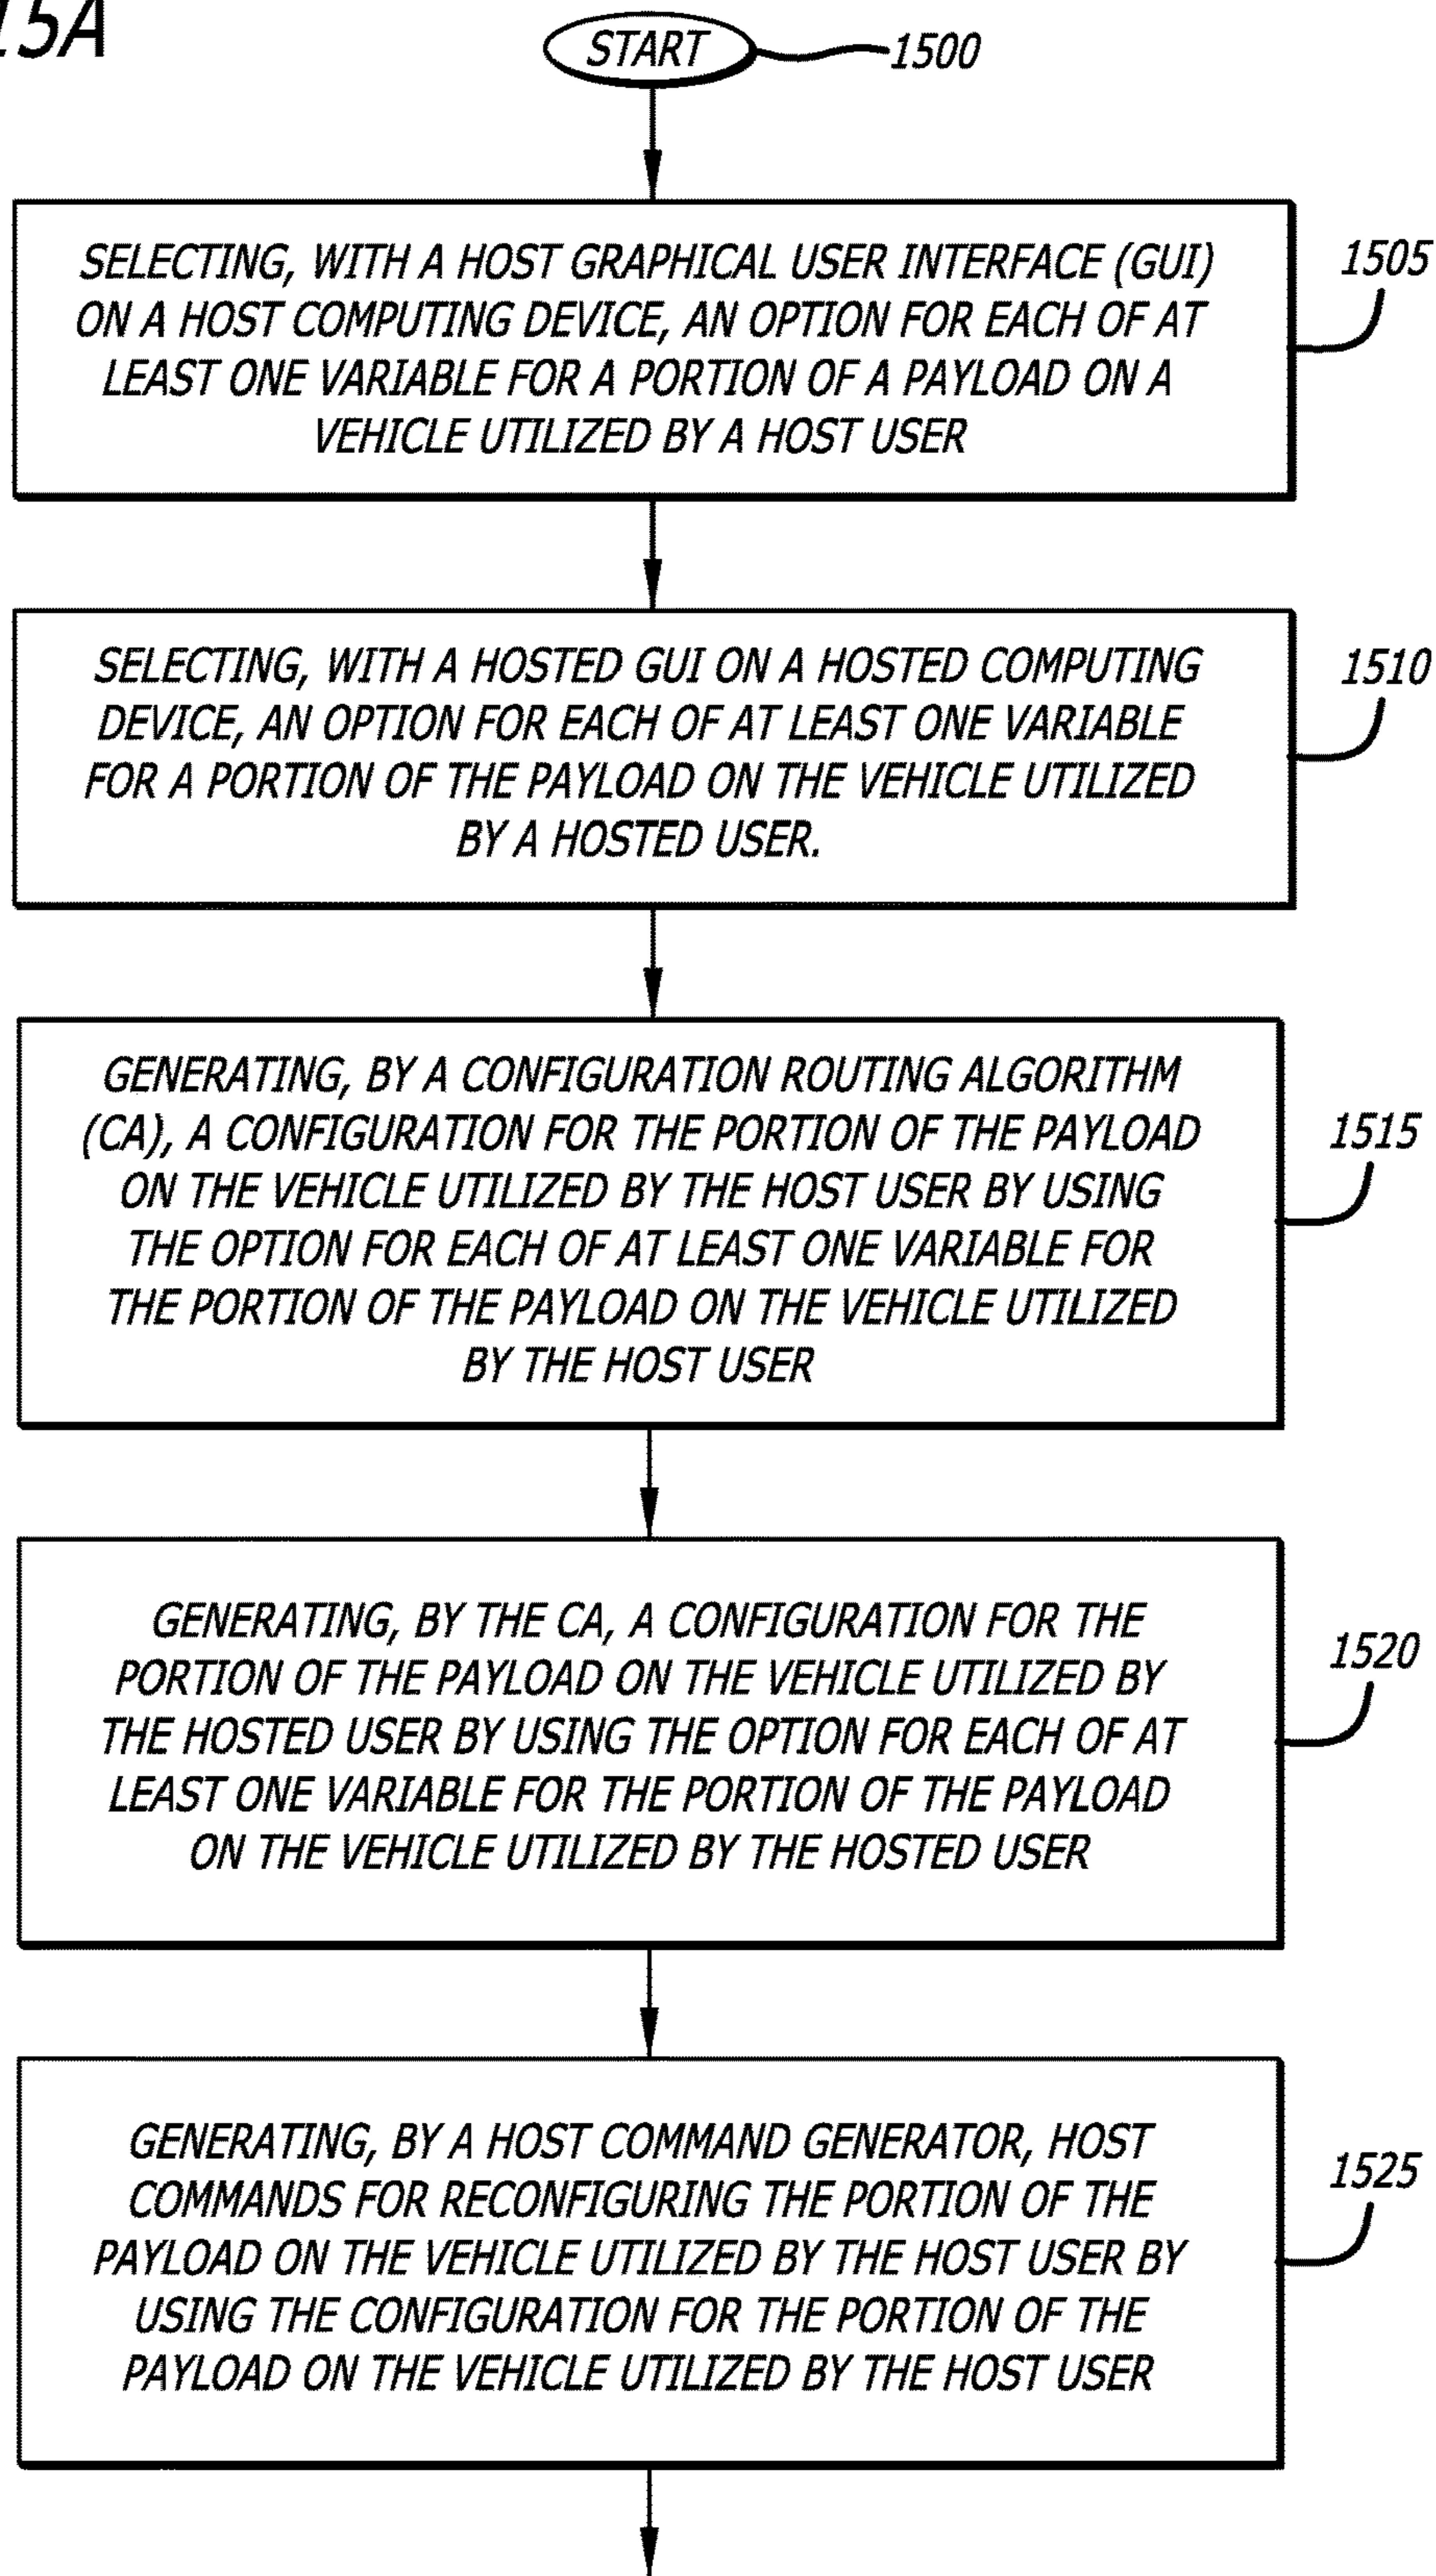 15A
START
1500
SELECTING, WITH A HOST GRAPHICAL USER INTERFACE (GUI)
ON A HOST COMPUTING DEVICE, AN OPTION FOR EACH OF AT
LEAST ONE VARIABLE FOR A PORTION OF A PAYLOAD ON A
VEHICLE UTILIZED BY A HOST USER
1505
SELECTING, WITH A HOSTED GUI ON A HOSTED COMPUTING
DEVICE, AN OPTION FOR EACH OF AT LEAST ONE VARIABLE
FOR A PORTION OF THE PAYLOAD ON THE VEHICLE UTILIZED
BY A HOSTED USER.
1510
GENERATING, BY A CONFIGURATION ROUTING ALGORITHM
(CA), A CONFIGURATION FOR THE PORTION OF THE PAYLOAD
ON THE VEHICLE UTILIZED BY THE HOST USER BY USING
THE OPTION FOR EACH OF AT LEAST ONE VARIABLE FOR
THE PORTION OF THE PAYLOAD ON THE VEHICLE UTILIZED
BY THE HOST USER
1515
GENERATING, BY THE CA, A CONFIGURATION FOR THE
PORTION OF THE PAYLOAD ON THE VEHICLE UTILIZED BY
THE HOSTED USER BY USING THE OPTION FOR EACH OF AT
LEAST ONE VARIABLE FOR THE PORTION OF THE PAYLOAD
ON THE VEHICLE UTILIZED BY THE HOSTED USER
1520
GENERATING, BY A HOST COMMAND GENERATOR, HOST
COMMANDS FOR RECONFIGURING THE PORTION OF THE
PAYLOAD ON THE VEHICLE UTILIZED BY THE HOST USER BY
USING THE CONFIGURATION FOR THE PORTION OF THE
PAYLOAD ON THE VEHICLE UTILIZED BY THE HOST USER
1525